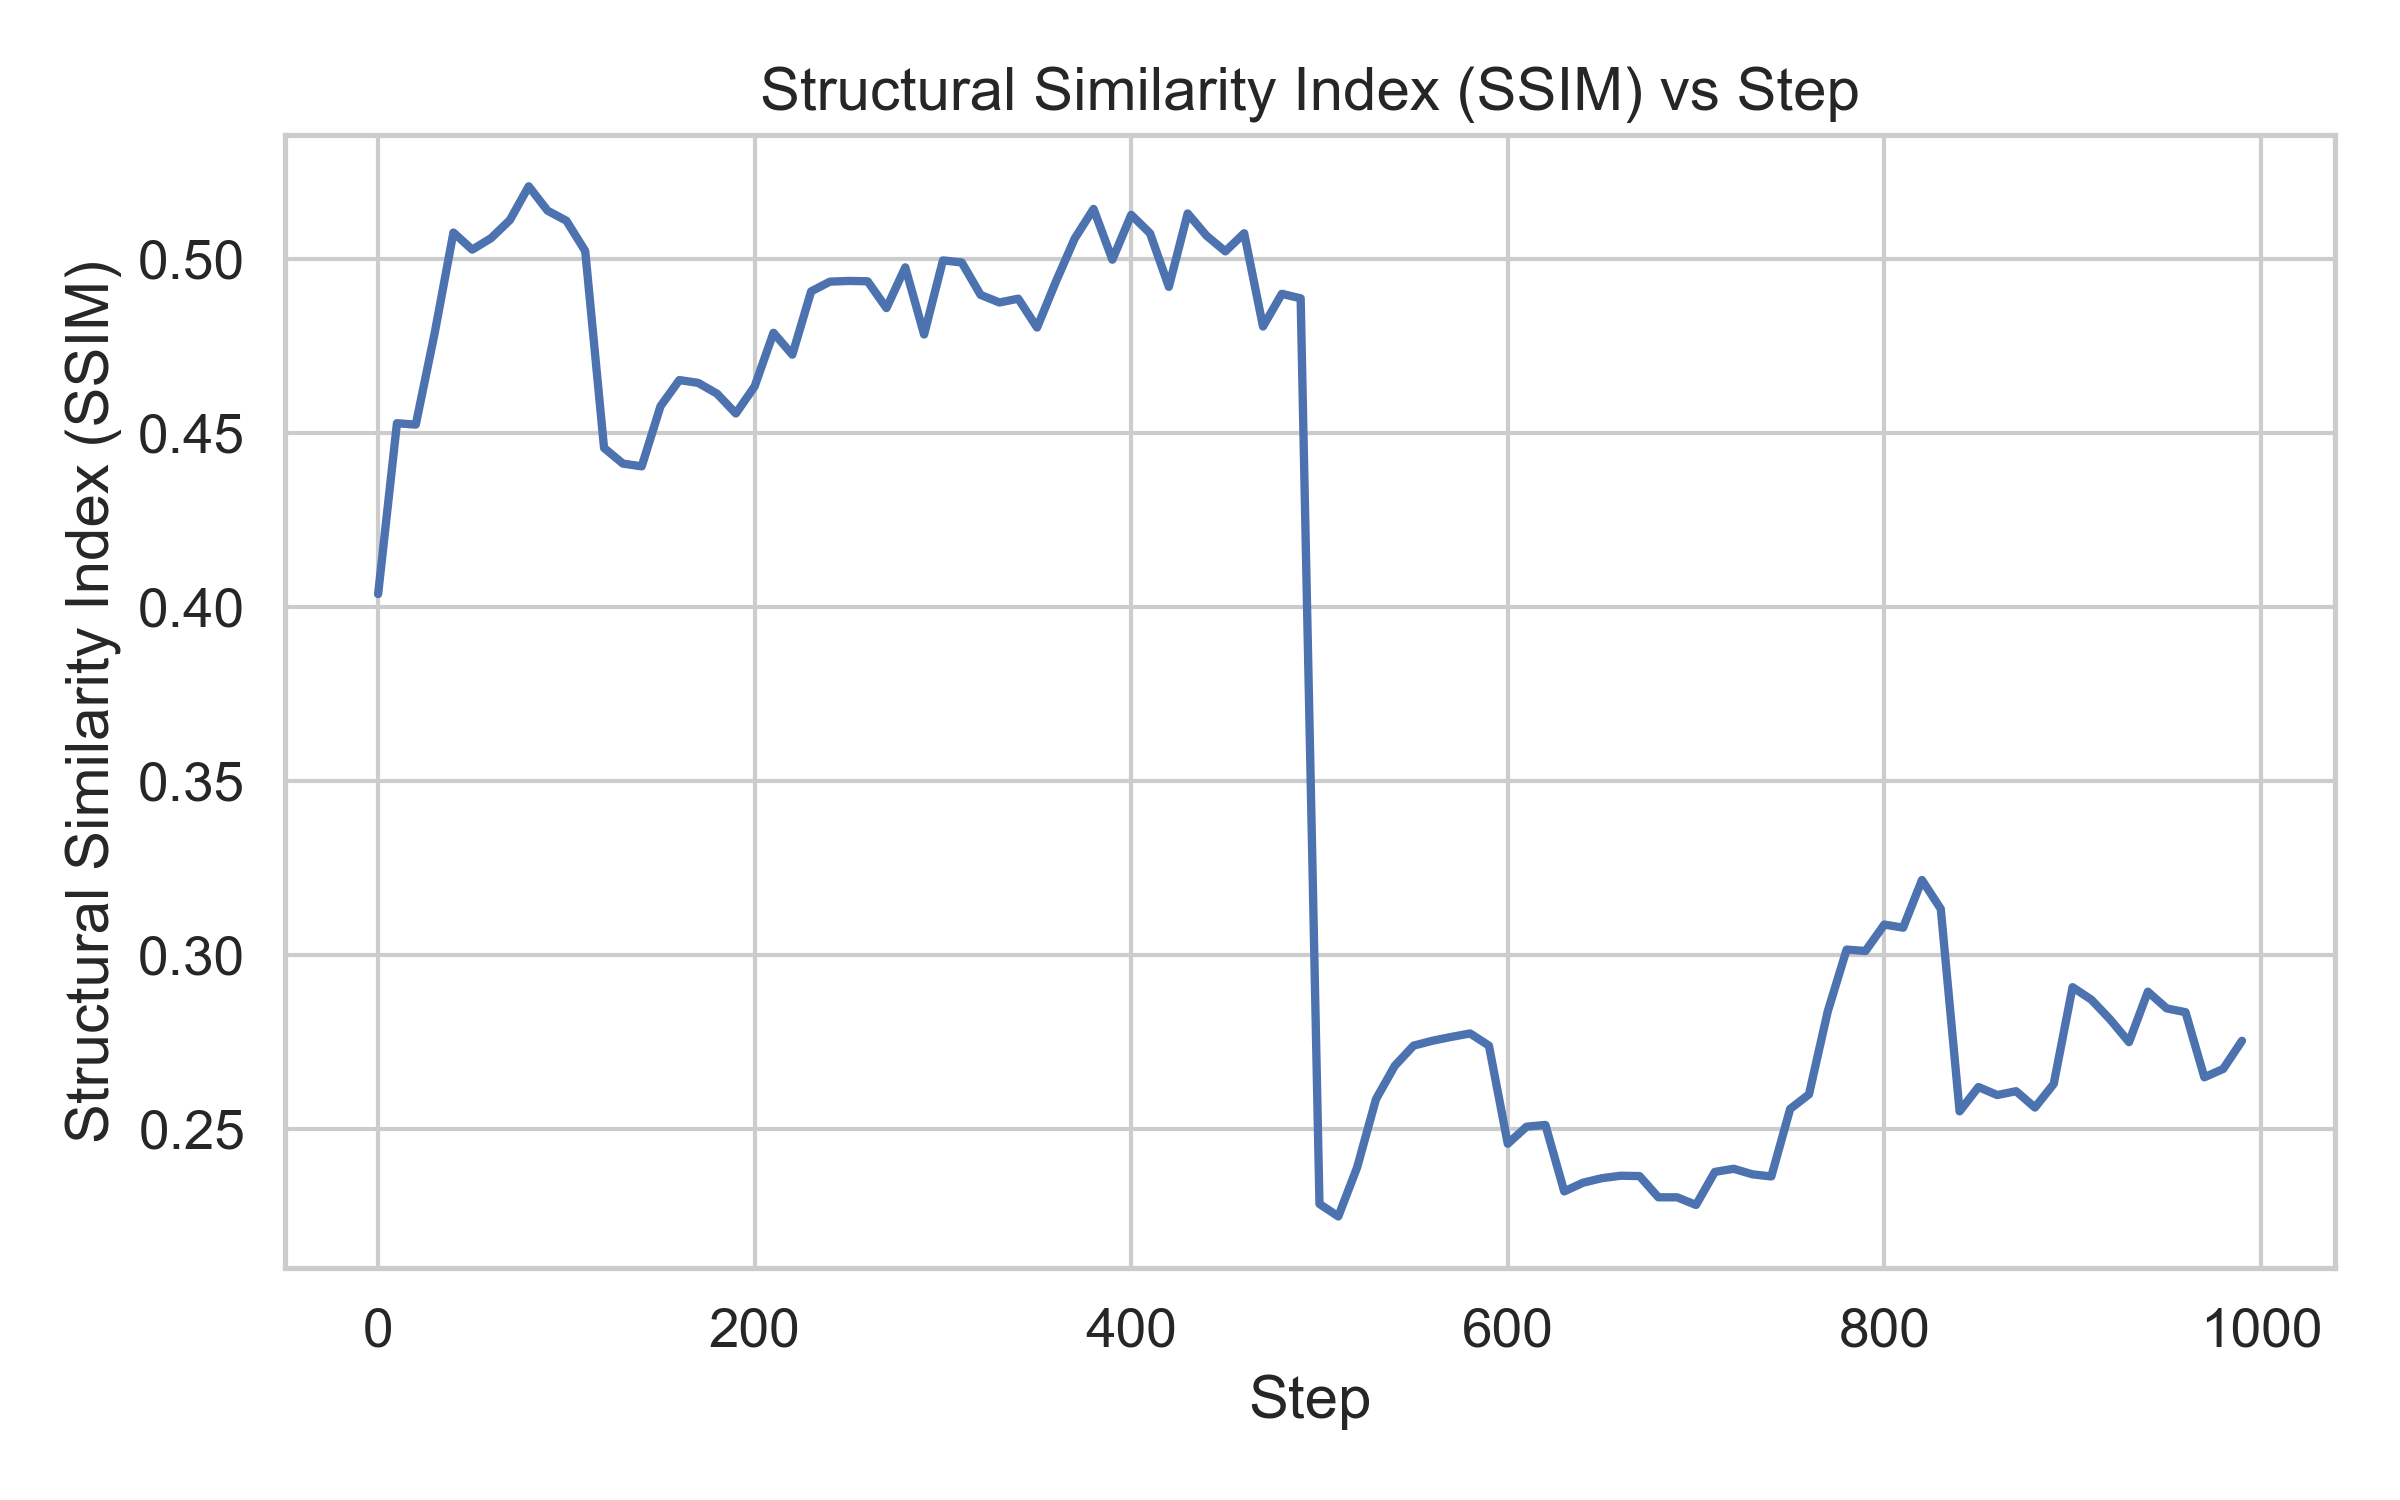 Structural Similarity Index (SSIM) vs Step
Structural Similarity Index (SSIM)
0.50
0.45
0.40
0.35
0.30
0.25
0 200 400 600 800 1000
Step